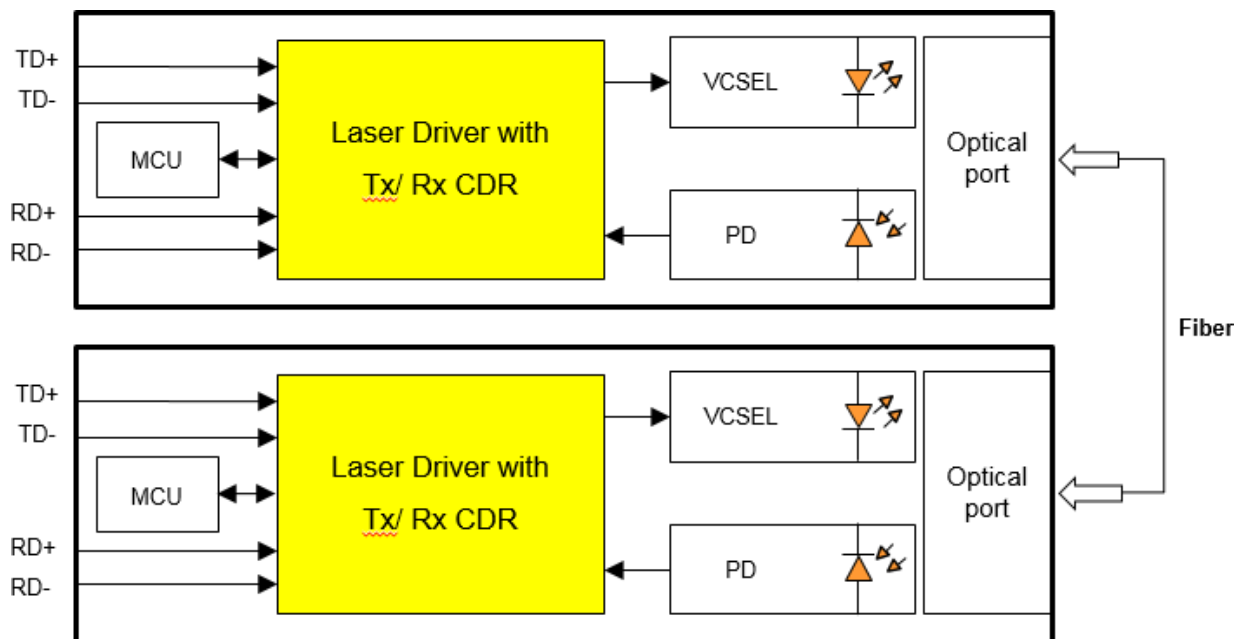 TD+
TD-
MCU
RD+
RD-
Laser Driver with
Tx/ Rx CDR
VCSEL
PD
Optical
port
Fiber
TD+
TD-
MCU
RD+
RD-
Laser Driver with
Tx/ Rx CDR
VCSEL
PD
Optical
port